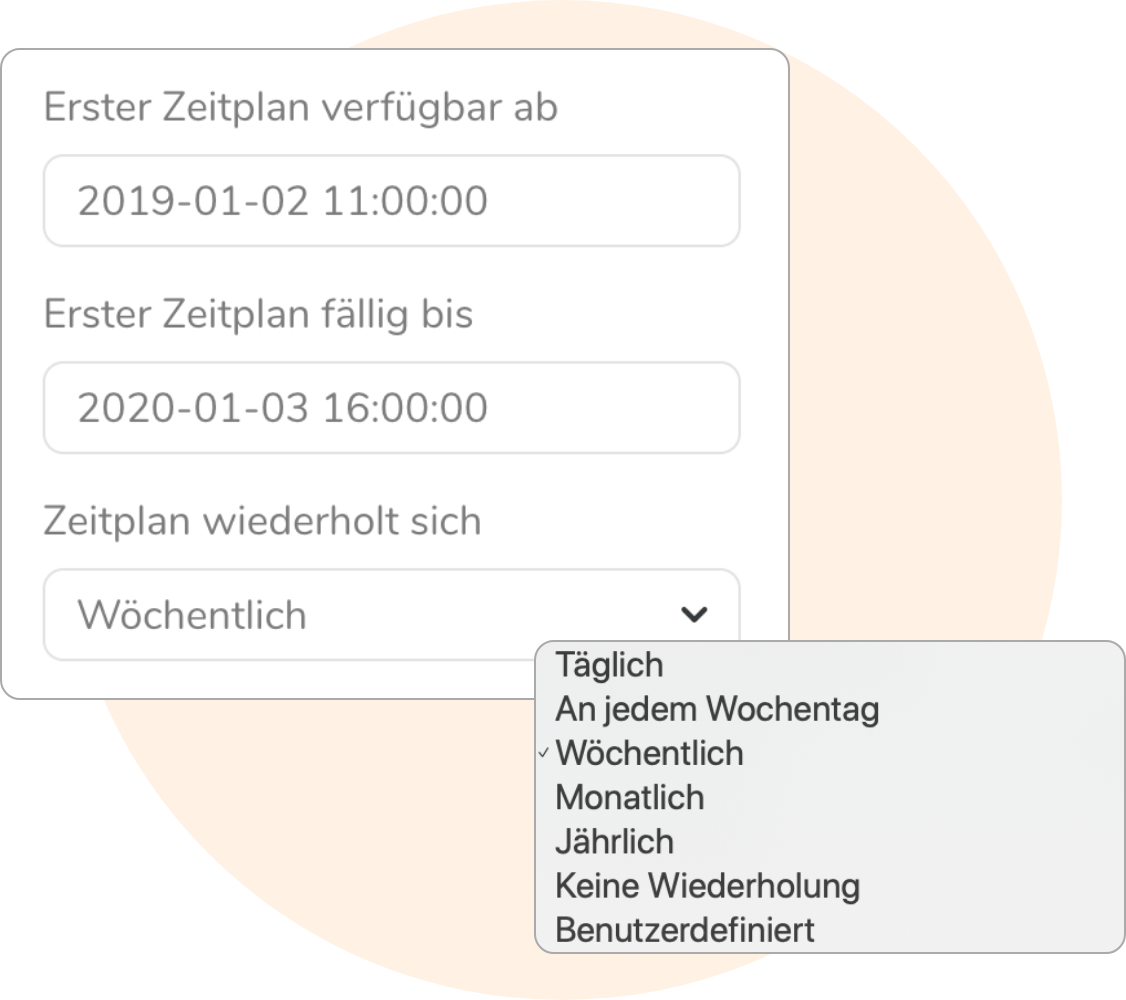 Erster Zeitplan verfügbar ab
2019-01-02 11:00:00
Erster Zeitplan fällig bis
2020-01-03 16:00:00
Zeitplan wiederholt sich
Wöchentlich
Täglich
An jedem Wochentag
Wöchentlich
Monatlich
Jährlich
Keine Wiederholung
Benutzerdefiniert